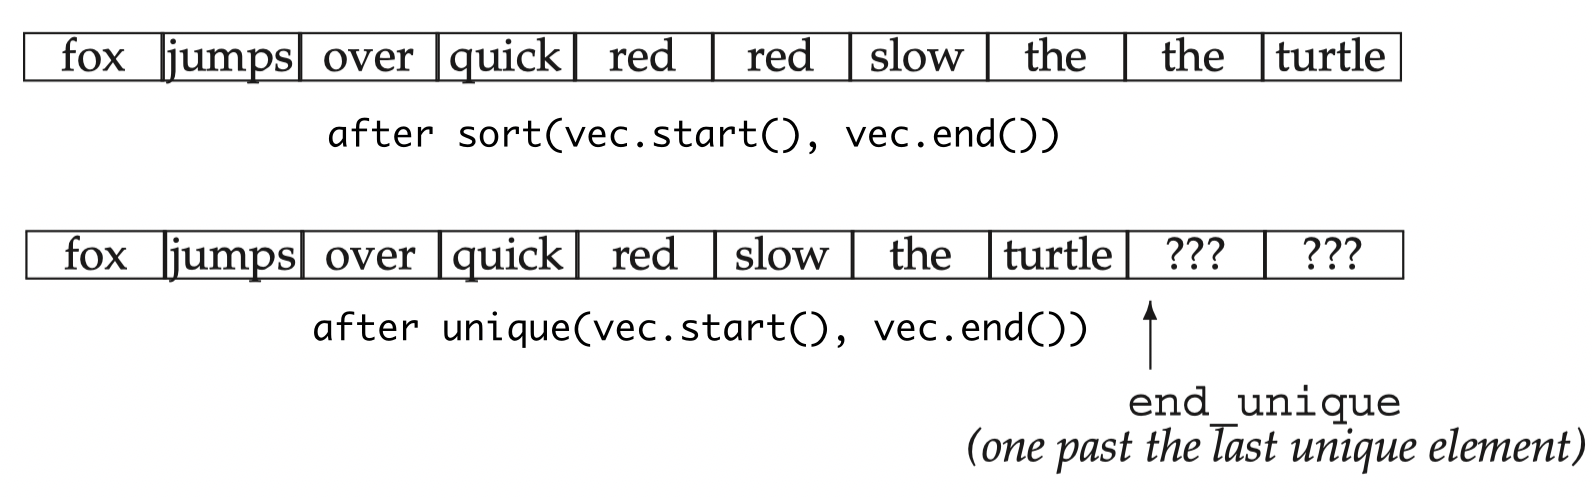 fox jumps over quick red red slow the the turtle
after sort(vec.start(), vec.end())
fox jumps over quick red slow the turtle ??? ???
after unique(vec.start(), vec.end())
end_unique
(one past the last unique element)